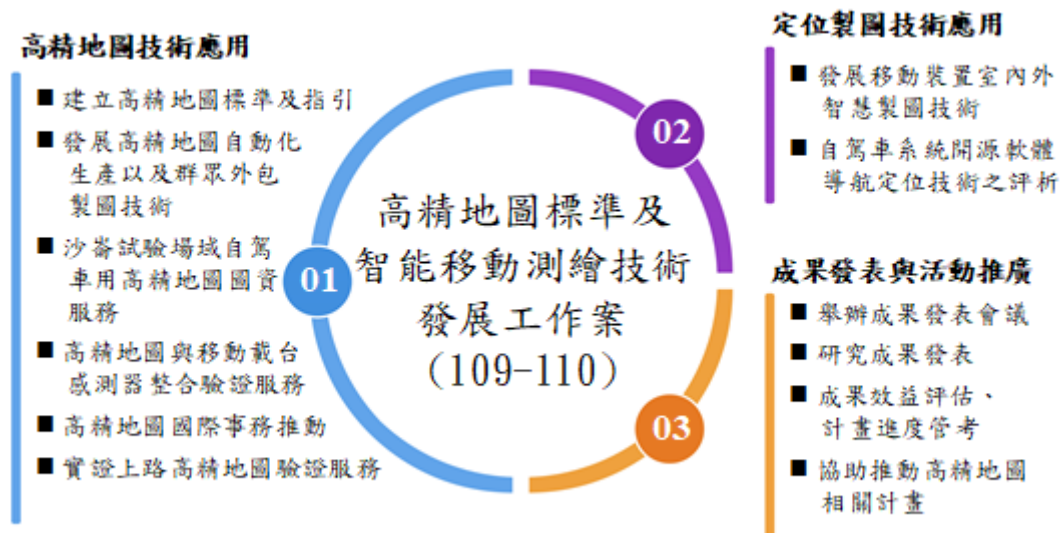 高精地圖技術應用
■ 建立高精地圖標準及指引
■ 發展高精地圖自動化
生產以及群眾外包
製圖技術
■ 沙崙試驗場域自駕
車用高精地圖圖資
服務
■ 高精地圖與移動載台
感測器整合驗證服務
■ 高精地圖國際事務推動
■ 實證上路高精地圖驗證服務
01
高精地圖標準及
智能移動測繪技術
發展工作案
(109-110)
02
定位製圖技術應用
■ 發展移動裝置室內外
智慧製圖技術
■ 自駕車系統開源軟體
導航定位技術之評析
03
成果發表與活動推廣
■ 舉辦成果發表會議
■ 研究成果發表
■ 成果效益評估、
計畫進度管考
■ 協助推動高精地圖
相關計畫